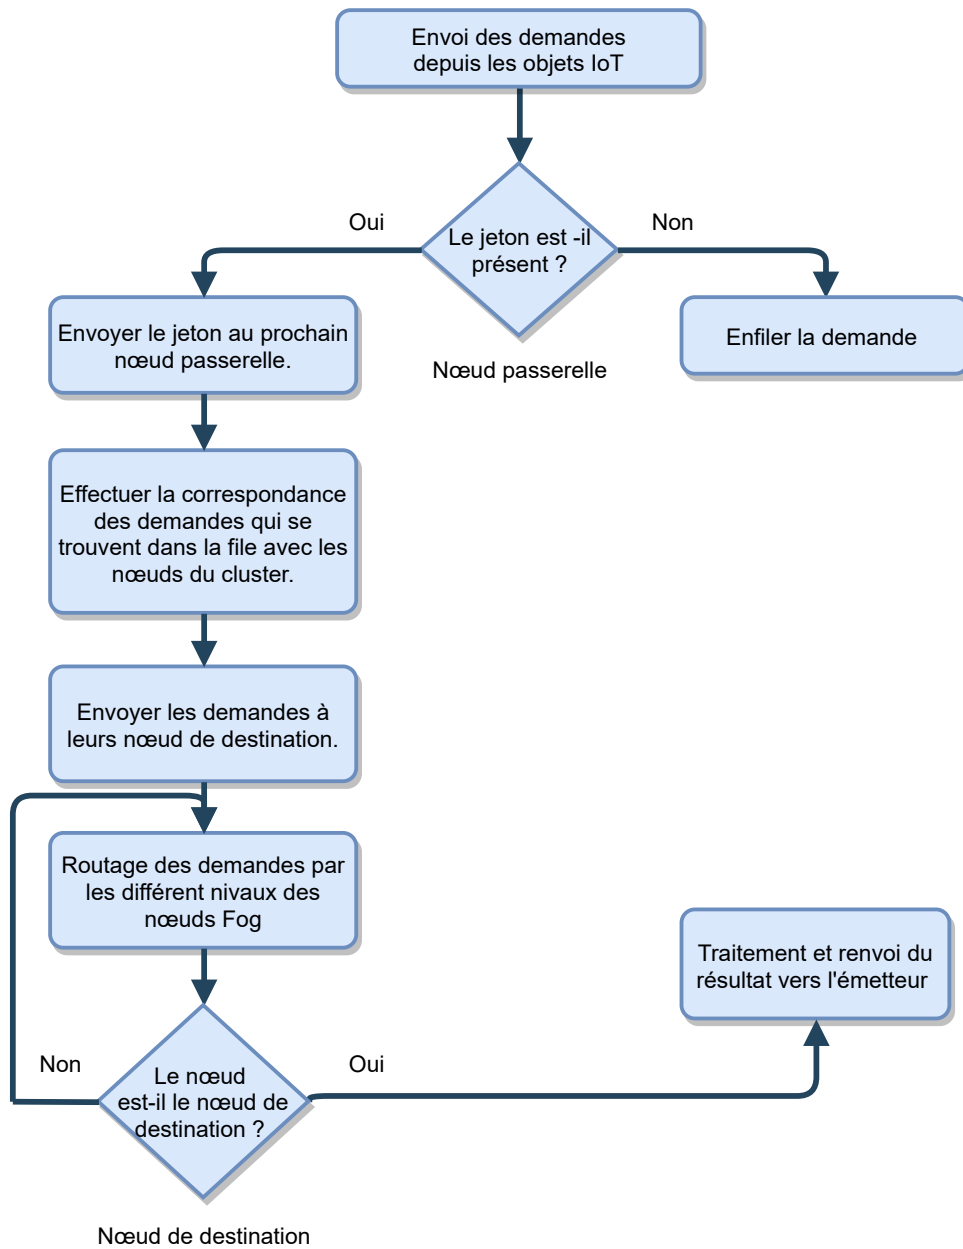 Envoi des demandes
depuis les objets IoT
Oui
Non
Le jeton est -il
présent ?
Envoyer le jeton au prochain
nœud passerelle.
Enfiler la demande
Nœud passerelle
Effectuer la correspondance
des demandes qui se
trouvent dans la file avec les
nœuds du cluster.
Envoyer les demandes à
leurs nœud de destination.
Routage des demandes par
les différent nivaux des
nœuds Fog
Traitement et renvoi du
résultat vers l'émetteur
Non
Oui
Le nœud
est-il le nœud de
destination ?
Nœud de destination